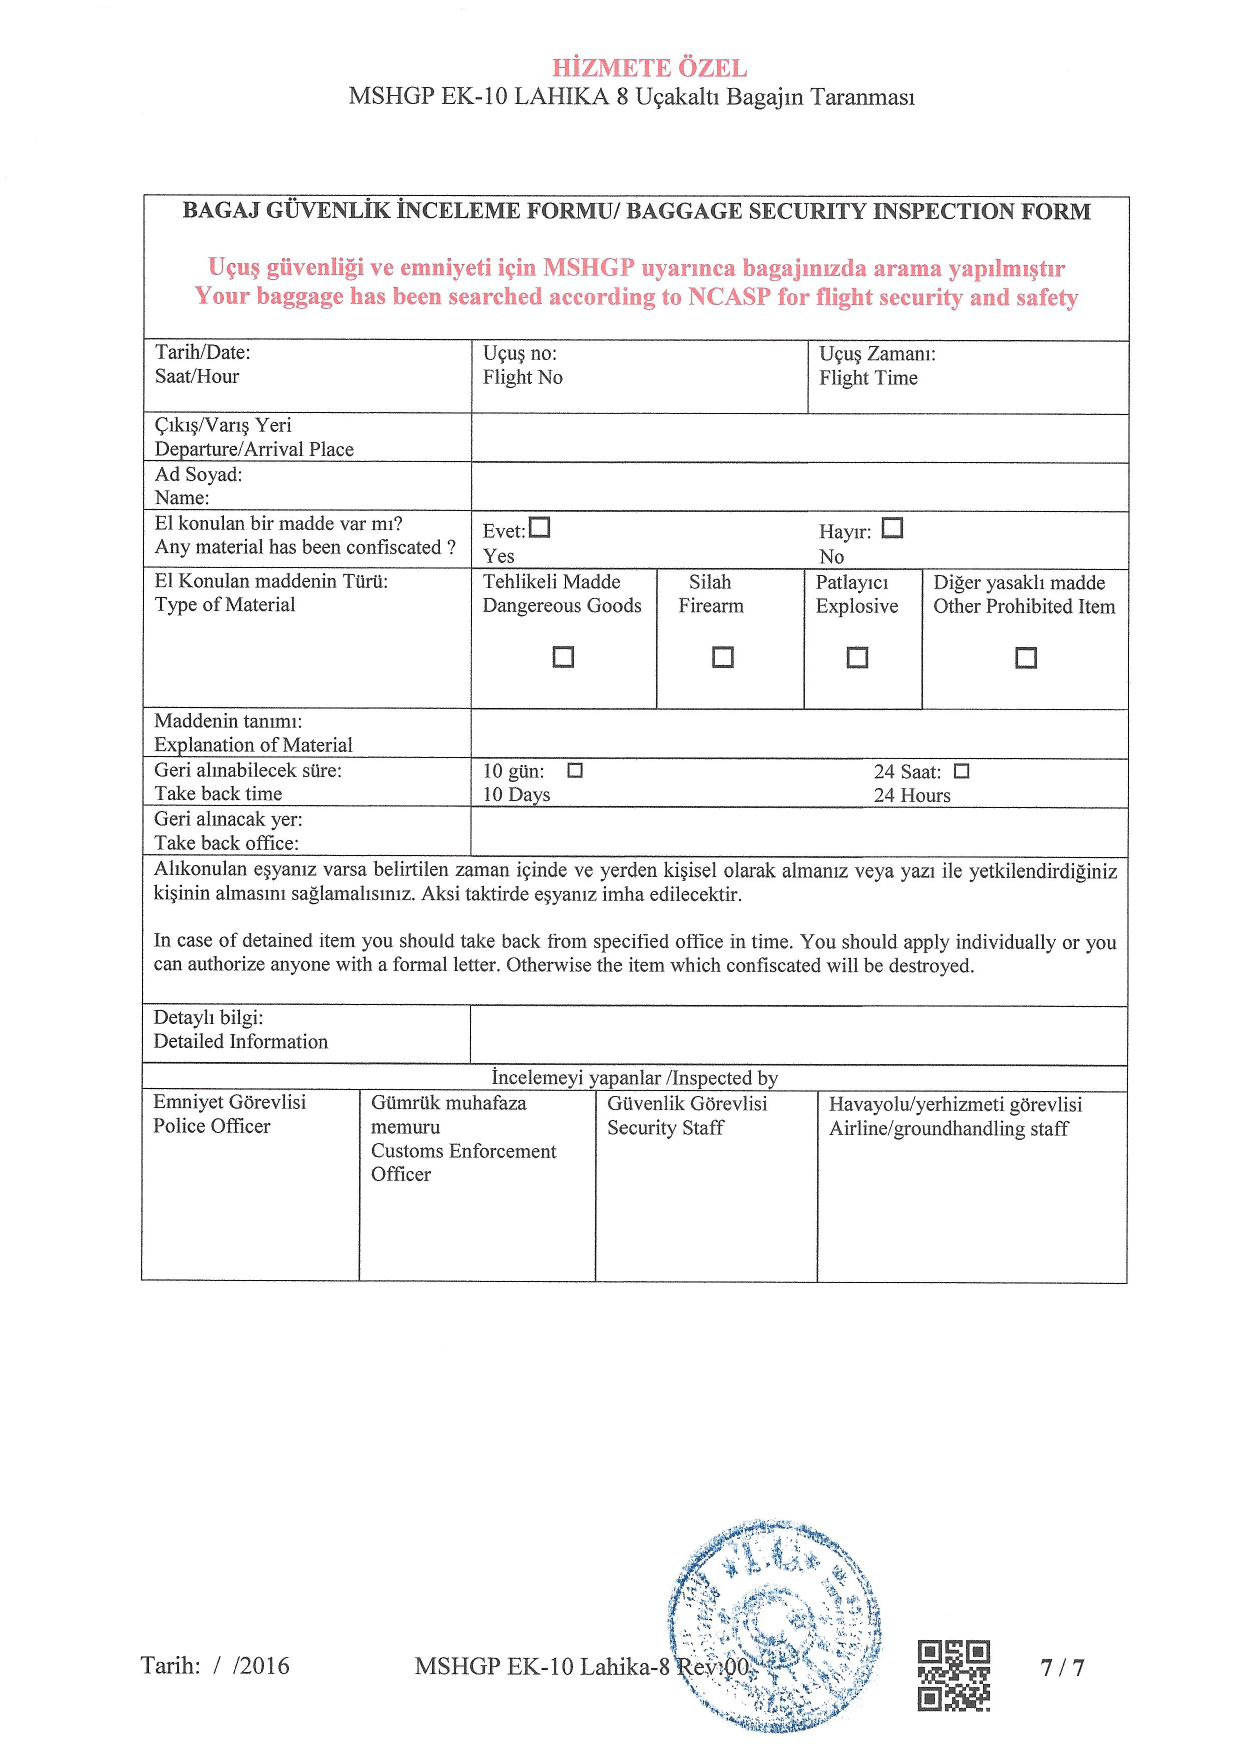 HİZMETE ÖZEL
MSHGP EK-10 LAHIKA 8 Uçakaltı Bagajın Taranması
BAGAJ GÜVENLİK İNCELEME FORMU/ BAGGAGE SECURITY INSPECTION FORM
Uçuş güvenliği ve emniyeti için MSHGP uyarınca bagajınızda arama yapılmıştır
Your baggage has been searched according to NCASP for flight security and safety
Tarih/Date:
Saat/Hour
Uçuş no:
Flight No
Uçuş Zamanı:
Flight Time
Çıkış/Varış Yeri
Departure/Arrival Place
Ad Soyad:
Name:
El konulan bir madde var mı?
Any material has been confiscated ?
Evet:
Yes
Hayır:
No
El Konulan maddenin Türü:
Type of Material
Tehlikeli Madde
Dangereous Goods
Silah
Firearm
Patlayıcı
Explosive
Diğer yasaklı madde
Other Prohibited Item
Maddenin tanımı:
Explanation of Material
Geri alınabilecek süre:
Take back time
10 gün:
10 Days
24 Saat:
24 Hours
Geri alınacak yer:
Take back office:
Alıkonulan eşyanız varsa belirtilen zaman içinde ve yerden kişisel olarak almanız veya yazı ile yetkilendirdiğiniz
kişinin almasını sağlamalısınız. Aksi taktirde eşyanız imha edilecektir.
In case of detained item you should take back from specified office in time. You should apply individually or you
can authorize anyone with a formal letter. Otherwise the item which confiscated will be destroyed.
Detaylı bilgi:
Detailed Information
İncelemeyi yapanlar /Inspected by
Emniyet Görevlisi
Police Officer
Gümrük muhafaza
memuru
Customs Enforcement
Officer
Güvenlik Görevlisi
Security Staff
Havayolu/yerhizmeti görevlisi
Airline/groundhandling staff
T.C.
Tarih: / /2016
MSHGP EK-10 Lahika-8 Rev:00
7 / 7